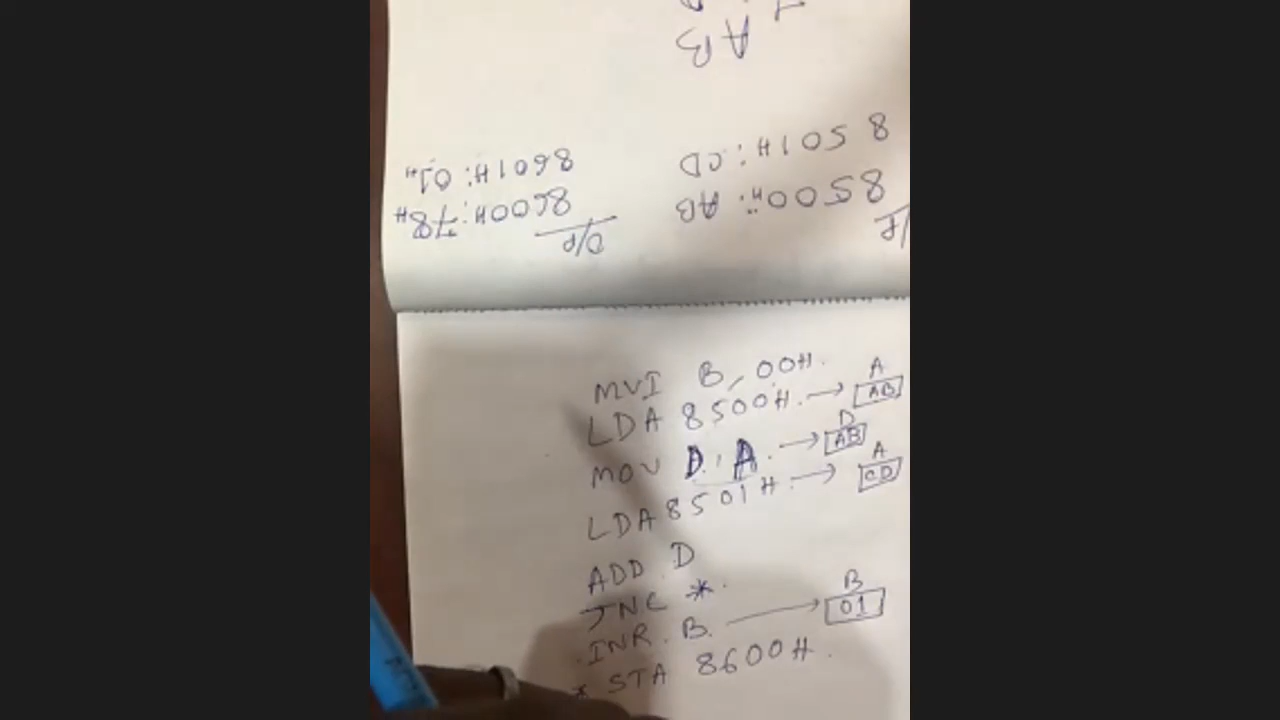 AB
8501H: CD
8500H: AB
8601H: 01H
8600H: 78H
O/P
MVI B, 00H.
LDA 8500H. → A AB
MOV D, A. → D AB
LDA 8501H. → A CD
ADD D
JNC *.
INR B. → B 01
* STA 8600H.